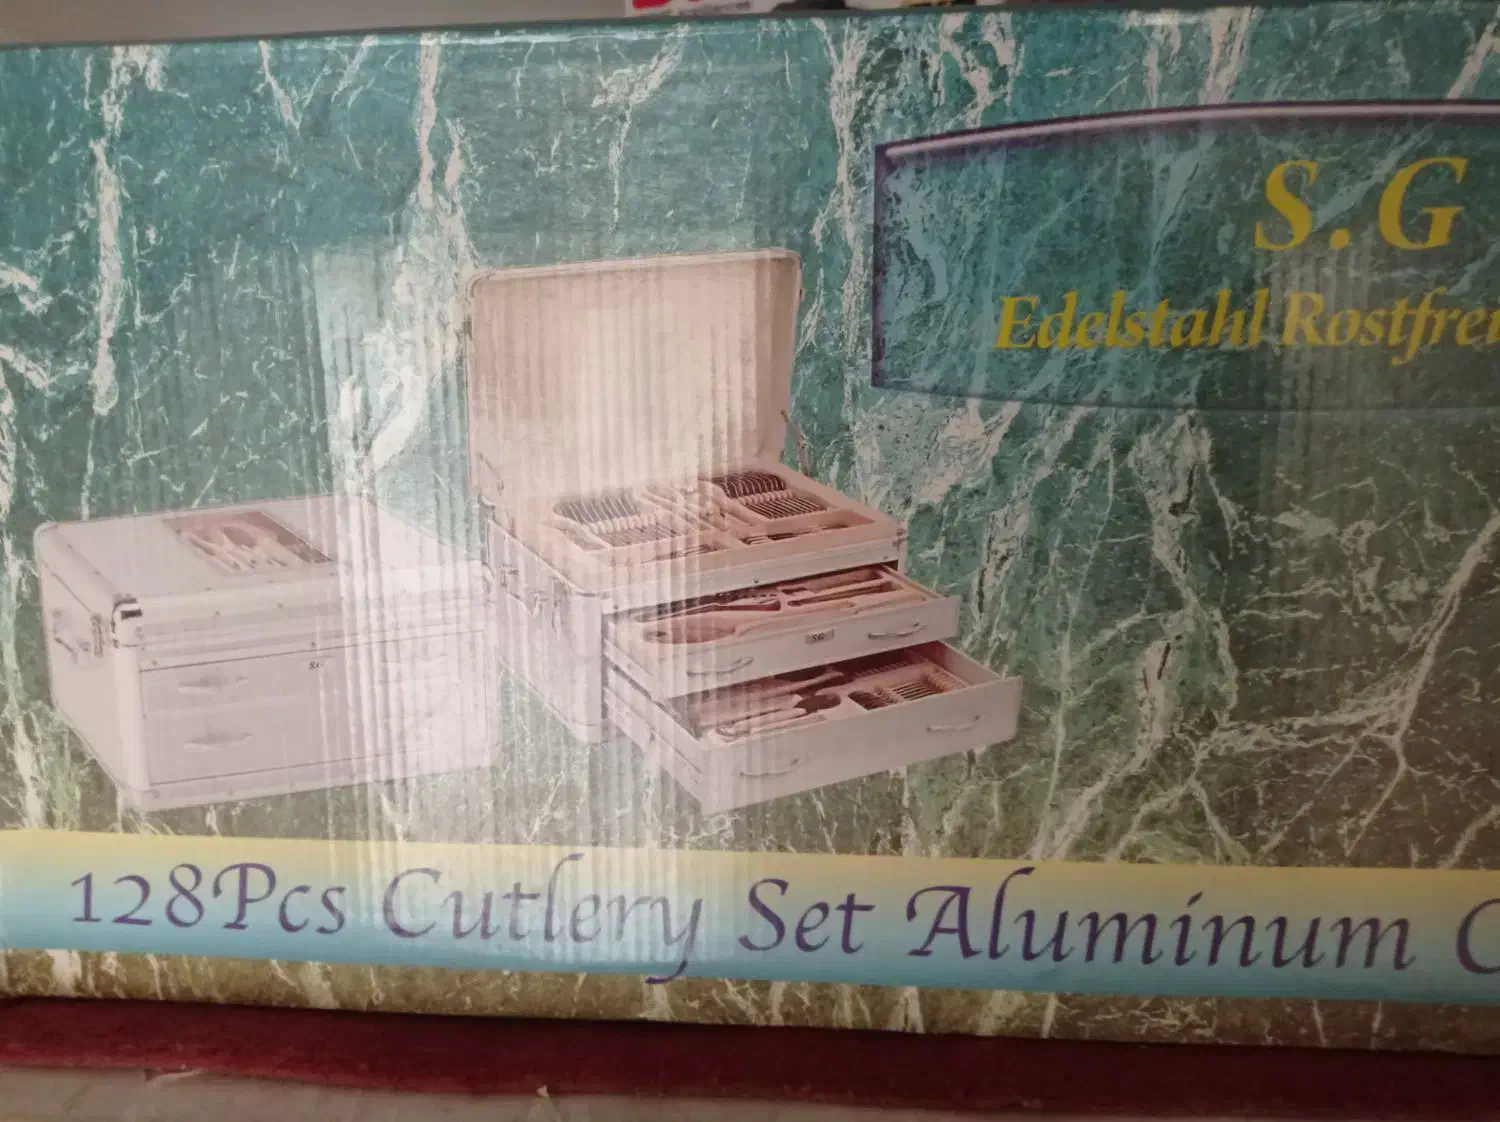 S.G
Edelstahl Rostfrei
S.G
S.G
128Pcs Cutlery Set Aluminum C